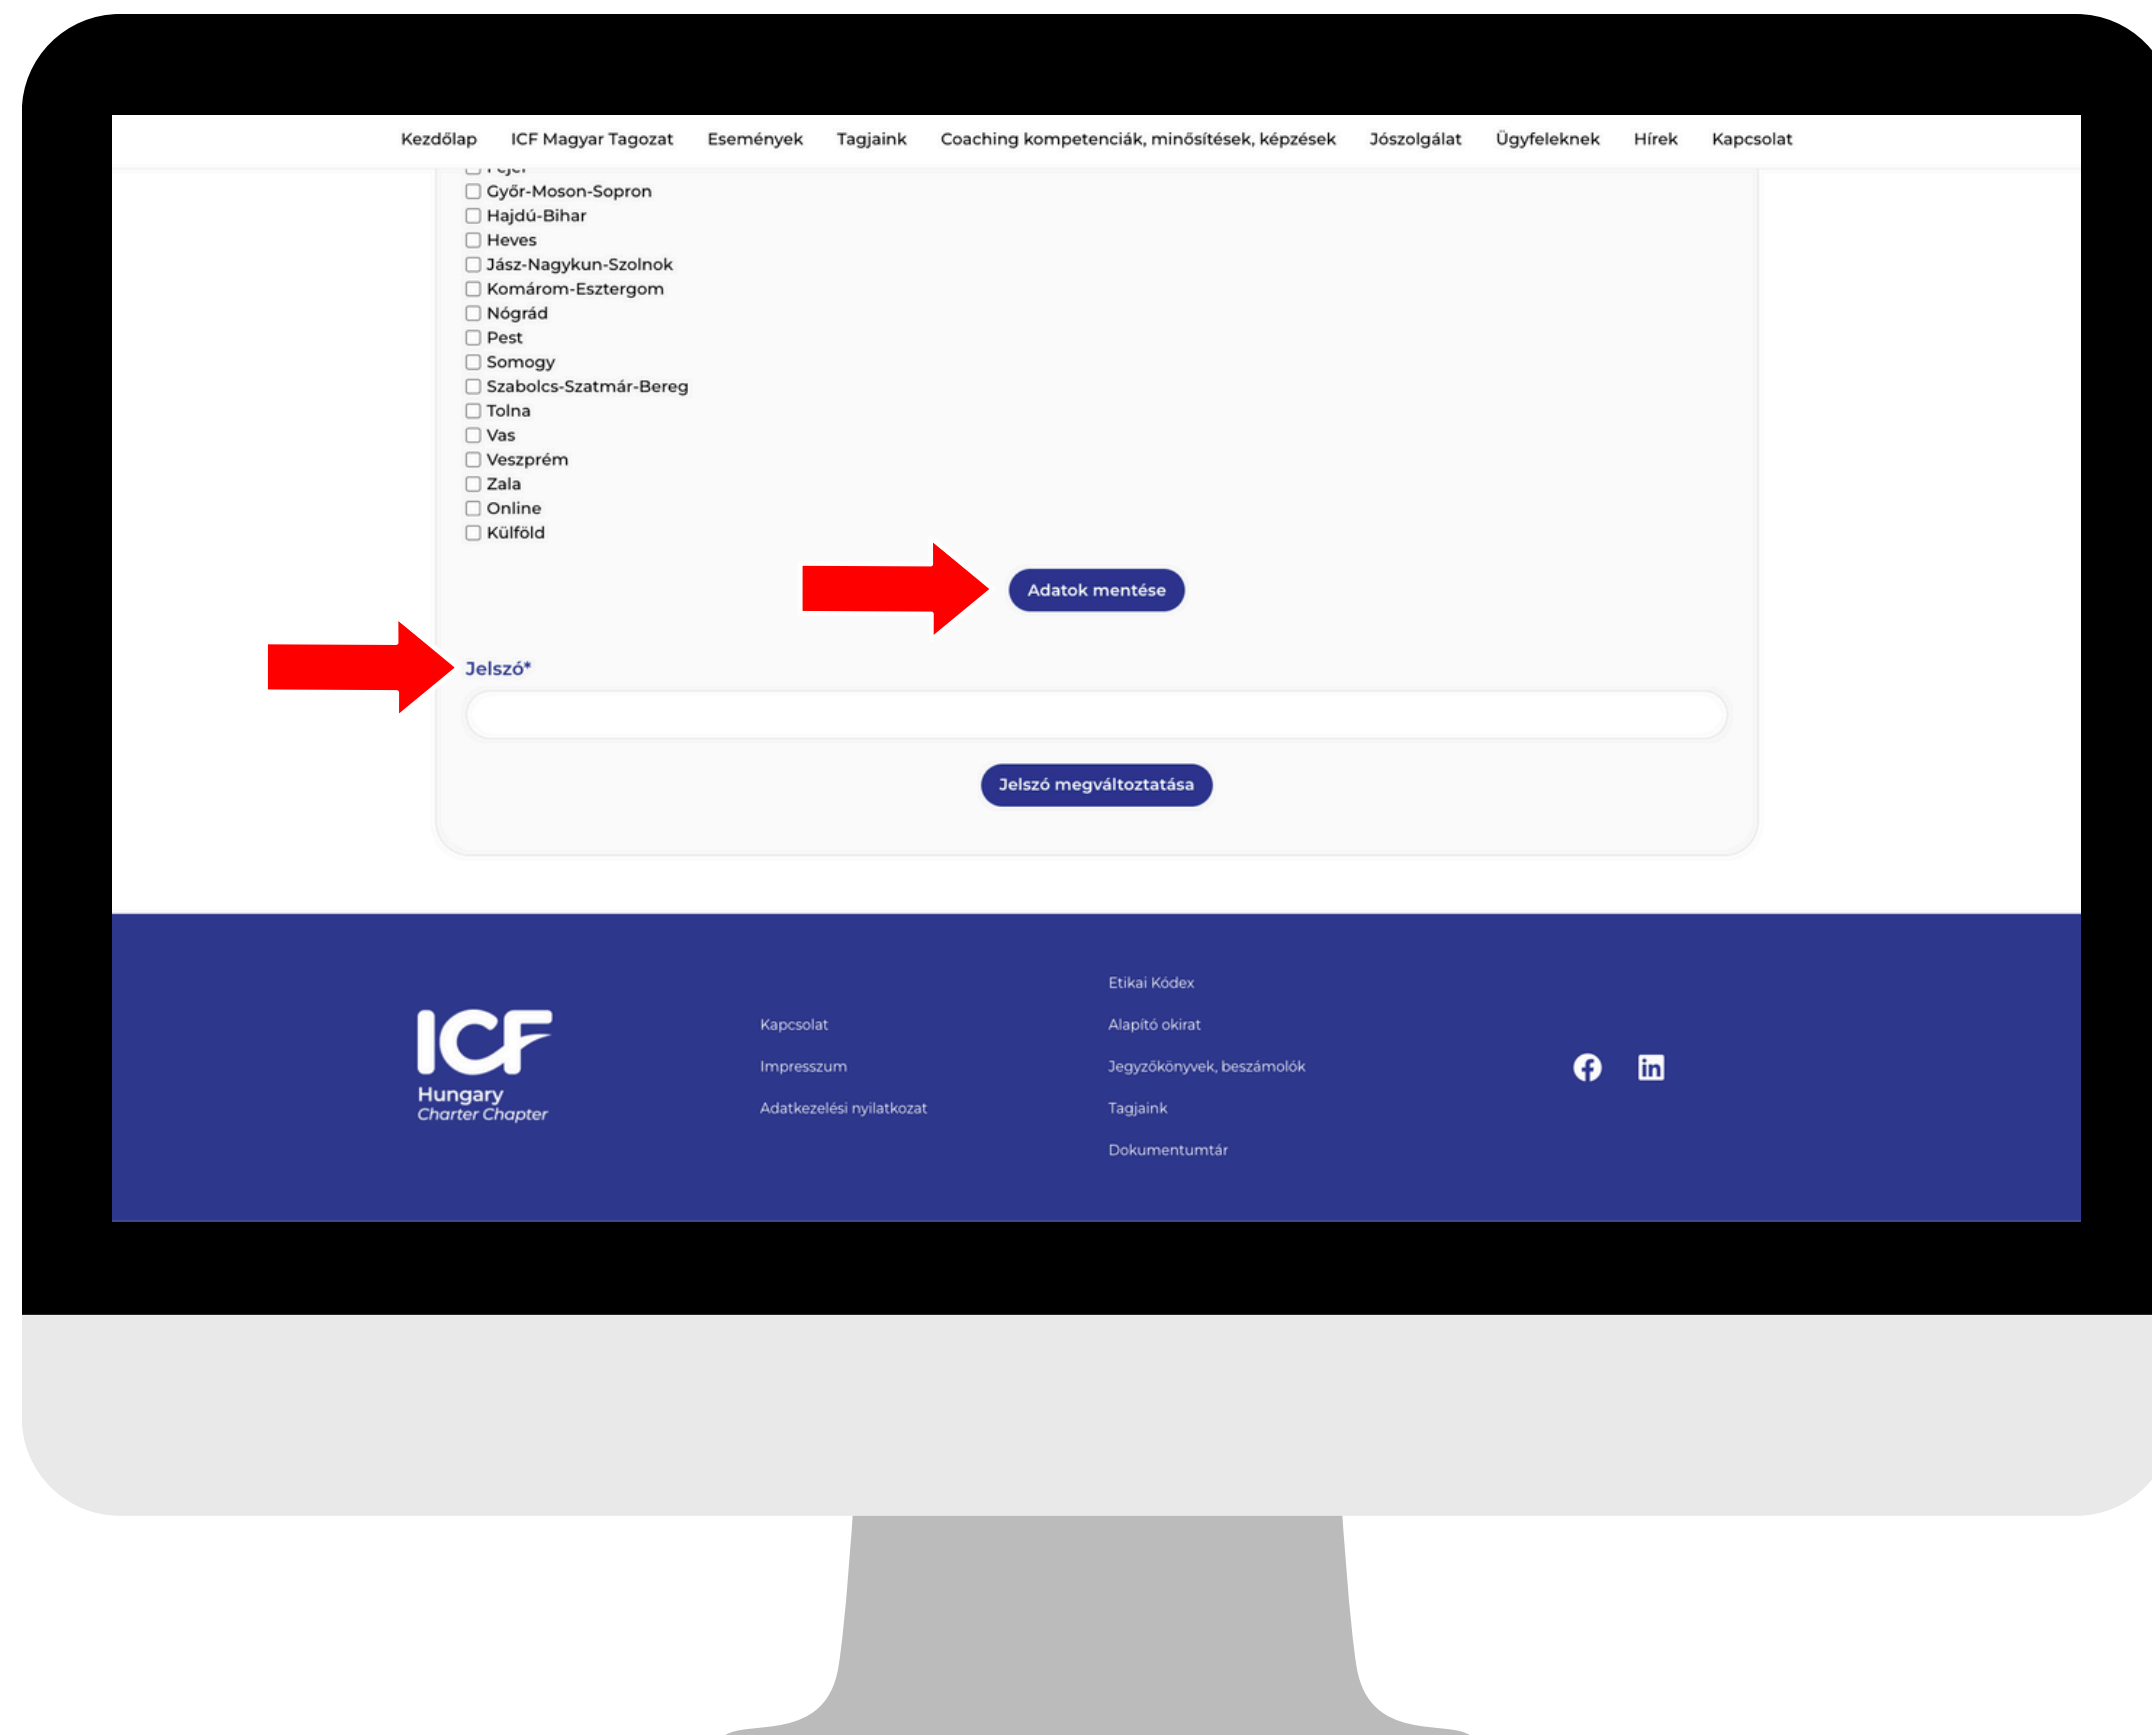 Kezdőlap ICF Magyar Tagozat Események Tagjaink Coaching kompetenciák, minősítések, képzések Jószolgálat Ügyfeleknek Hírek Kapcsolat
Győr-Moson-Sopron
Hajdú-Bihar
Heves
Jász-Nagykun-Szolnok
Komárom-Esztergom
Nógrád
Pest
Somogy
Szabolcs-Szatmár-Bereg
Tolna
Vas
Veszprém
Zala
Online
Külföld
Adatok mentése
Jelszó*
Jelszó megváltoztatása
ICF
Hungary
Charter Chapter
Kapcsolat
Impresszum
Adatkezelési nyilatkozat
Etikai Kódex
Alapító okirat
Jegyzőkönyvek, beszámolók
Tagjaink
Dokumentumtár
in